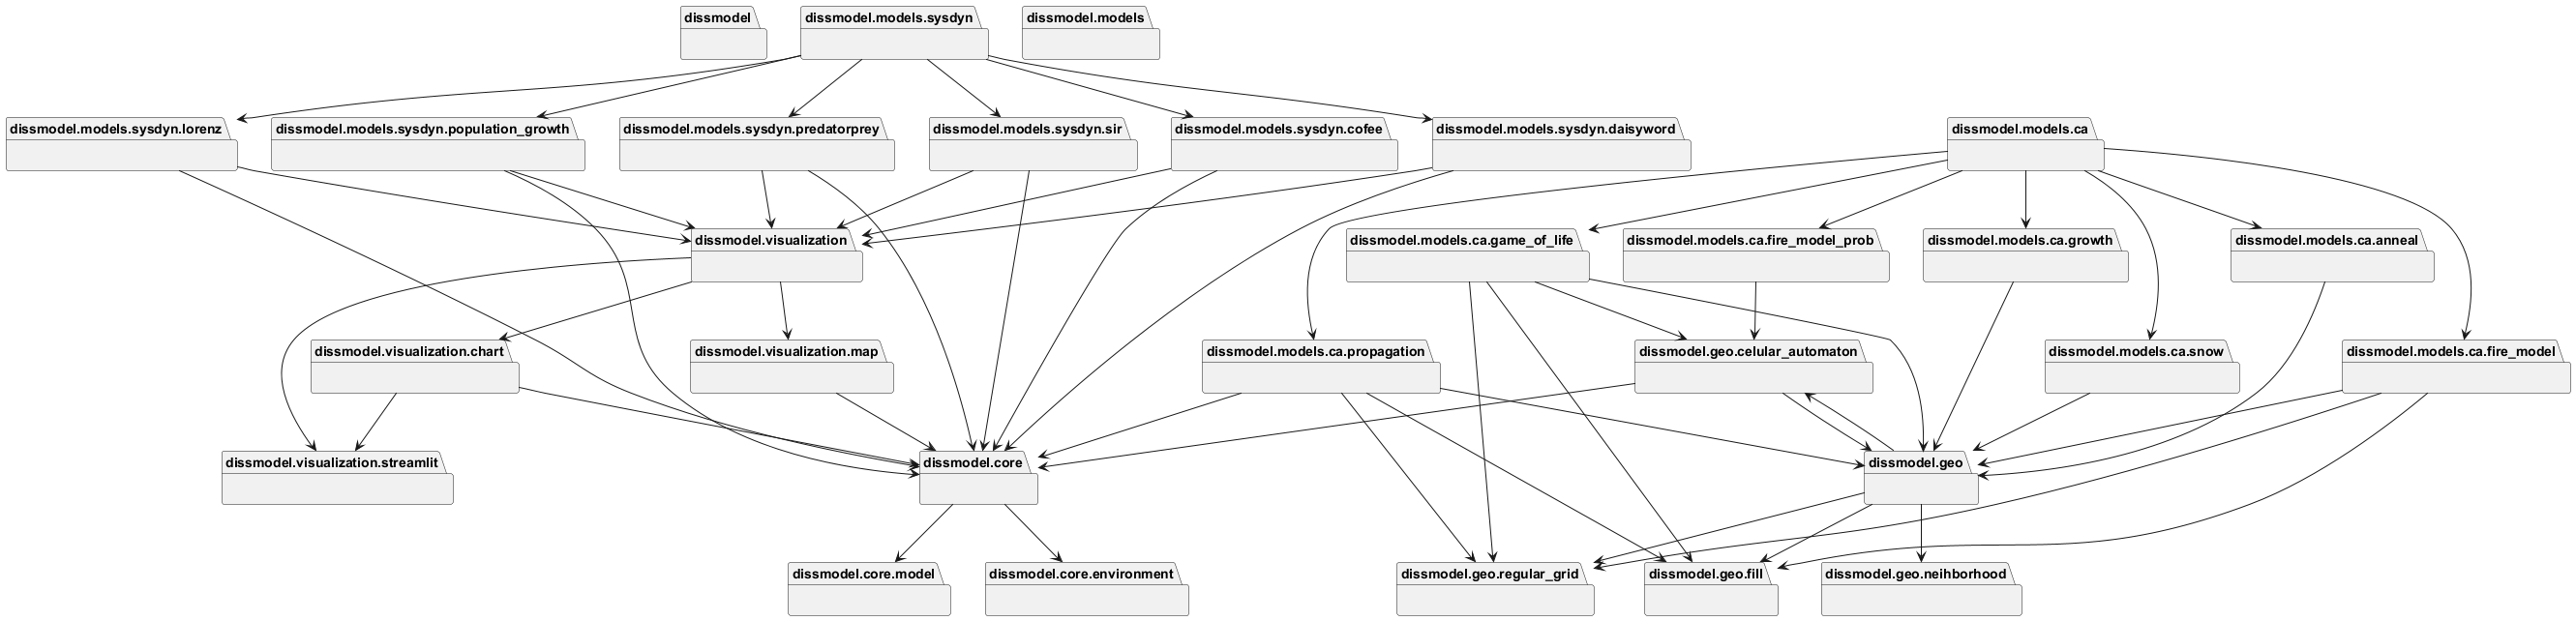 dissmodel
dissmodel.models.sysdyn
dissmodel.models
dissmodel.models.sysdyn.lorenz
dissmodel.models.sysdyn.population_growth
dissmodel.models.sysdyn.predatorprey
dissmodel.models.sysdyn.sir
dissmodel.models.sysdyn.cofee
dissmodel.models.sysdyn.daisyword
dissmodel.models.ca
dissmodel.visualization
dissmodel.models.ca.game_of_life
dissmodel.models.ca.fire_model_prob
dissmodel.models.ca.growth
dissmodel.models.ca.anneal
dissmodel.visualization.chart
dissmodel.visualization.map
dissmodel.models.ca.propagation
dissmodel.geo.celular_automaton
dissmodel.models.ca.snow
dissmodel.models.ca.fire_model
dissmodel.visualization.streamlit
dissmodel.core
dissmodel.geo
dissmodel.core.model
dissmodel.core.environment
dissmodel.geo.regular_grid
dissmodel.geo.fill
dissmodel.geo.neihborhood